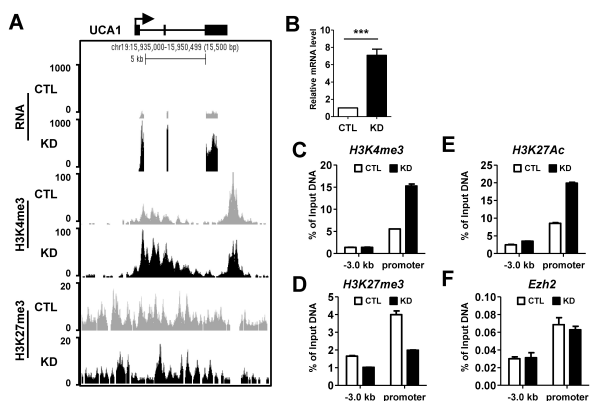 A
UCA1
chr19:15,935,000-15,950,499 (15,500 bp)
5 kb
RNA
CTL
1000
0
KD
1000
0
H3K4me3
CTL
100
0
KD
100
0
H3K27me3
CTL
20
0
KD
20
0
B
Relative mRNA level
10
8
6
4
2
0
***
CTL KD
C
H3K4me3
CTL KD
% of Input DNA
20
15
10
5
0
-3.0 kb promoter
E
H3K27Ac
CTL KD
% of Input DNA
25
20
15
10
5
0
-3.0 kb promoter
D
H3K27me3
CTL KD
% of Input DNA
5
4
3
2
1
0
-3.0 kb promoter
F
Ezh2
CTL KD
% of Input DNA
0.10
0.08
0.06
0.04
0.02
0.00
-3.0 kb promoter